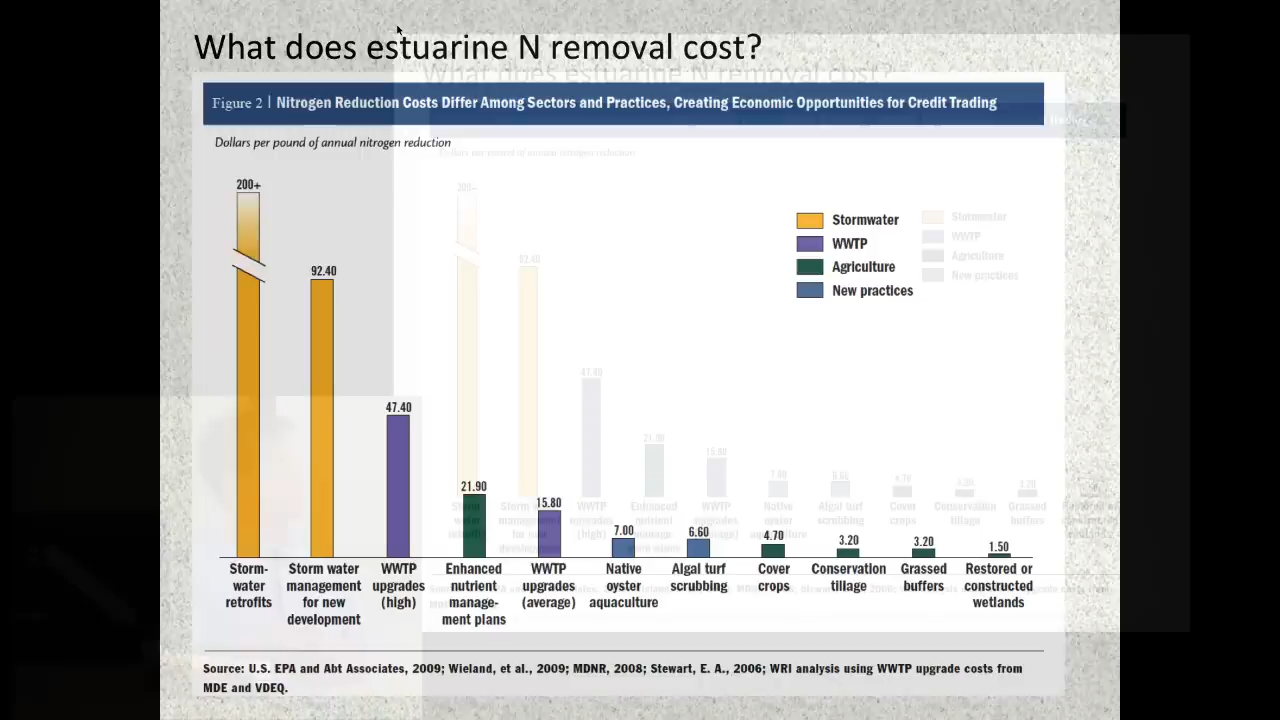 What does estuarine N removal cost?
Figure 2 | Nitrogen Reduction Costs Differ Among Sectors and Practices, Creating Economic Opportunities for Credit Trading
Dollars per pound of annual nitrogen reduction
200+
92.40
47.40
21.90
15.80
7.00
6.60
4.70
3.20
3.20
1.50
Stormwater
WWTP
Agriculture
New practices
Storm-
water
retrofits
Storm water
management
for new
development
WWTP
upgrades
(high)
Enhanced
nutrient
manage-
ment plans
WWTP
upgrades
(average)
Native
oyster
aquaculture
Algal turf
scrubbing
Cover
crops
Conservation
tillage
Grassed
buffers
Restored or
constructed
wetlands
Source: U.S. EPA and Abt Associates, 2009; Wieland, et al., 2009; MDNR, 2008; Stewart, E. A., 2006; WRI analysis using WWTP upgrade costs from
MDE and VDEQ.